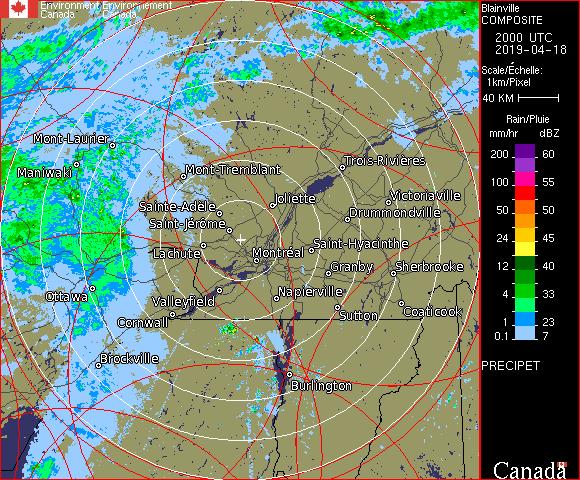 Environment Environnement
Canada Canada
Blainville
COMPOSITE
2000 UTC
2019-04-18
Scale/Échelle:
1km/Pixel
40 KM
Rain/Pluie
mm/hr dBZ
200 60
100 55
50 50
24 45
12 40
4 33
1 23
0.1 7
PRECIPET
Canada
Mont-Laurier
Maniwaki
Mont-Tremblant
Trois-Rivières
Sainte-Adèle
Joliette
Victoriaville
Saint-Jérôme
Drummondville
Lachute
Montréal
Saint-Hyacinthe
Granby
Sherbrooke
Ottawa
Valleyfield
Napierville
Cornwall
Sutton
Coaticook
Brockville
Burlington